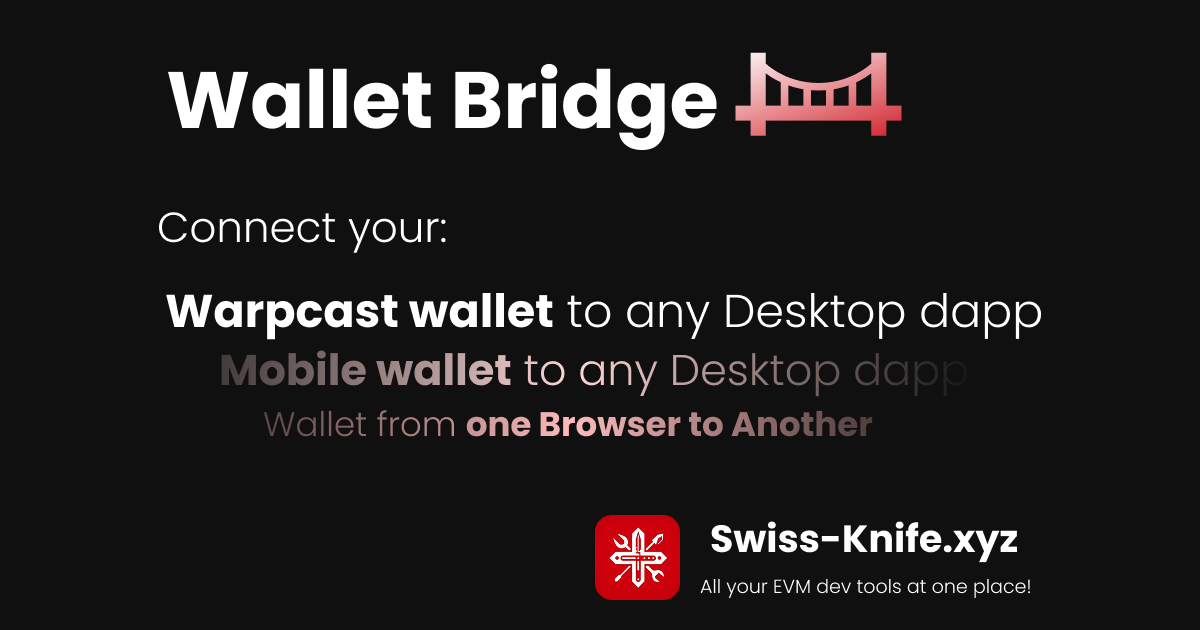 Wallet Bridge
Connect your:
Warpcast wallet to any Desktop dapp
Mobile wallet to any Desktop dapp
Wallet from one Browser to Another
Swiss-Knife.xyz
All your EVM dev tools at one place!